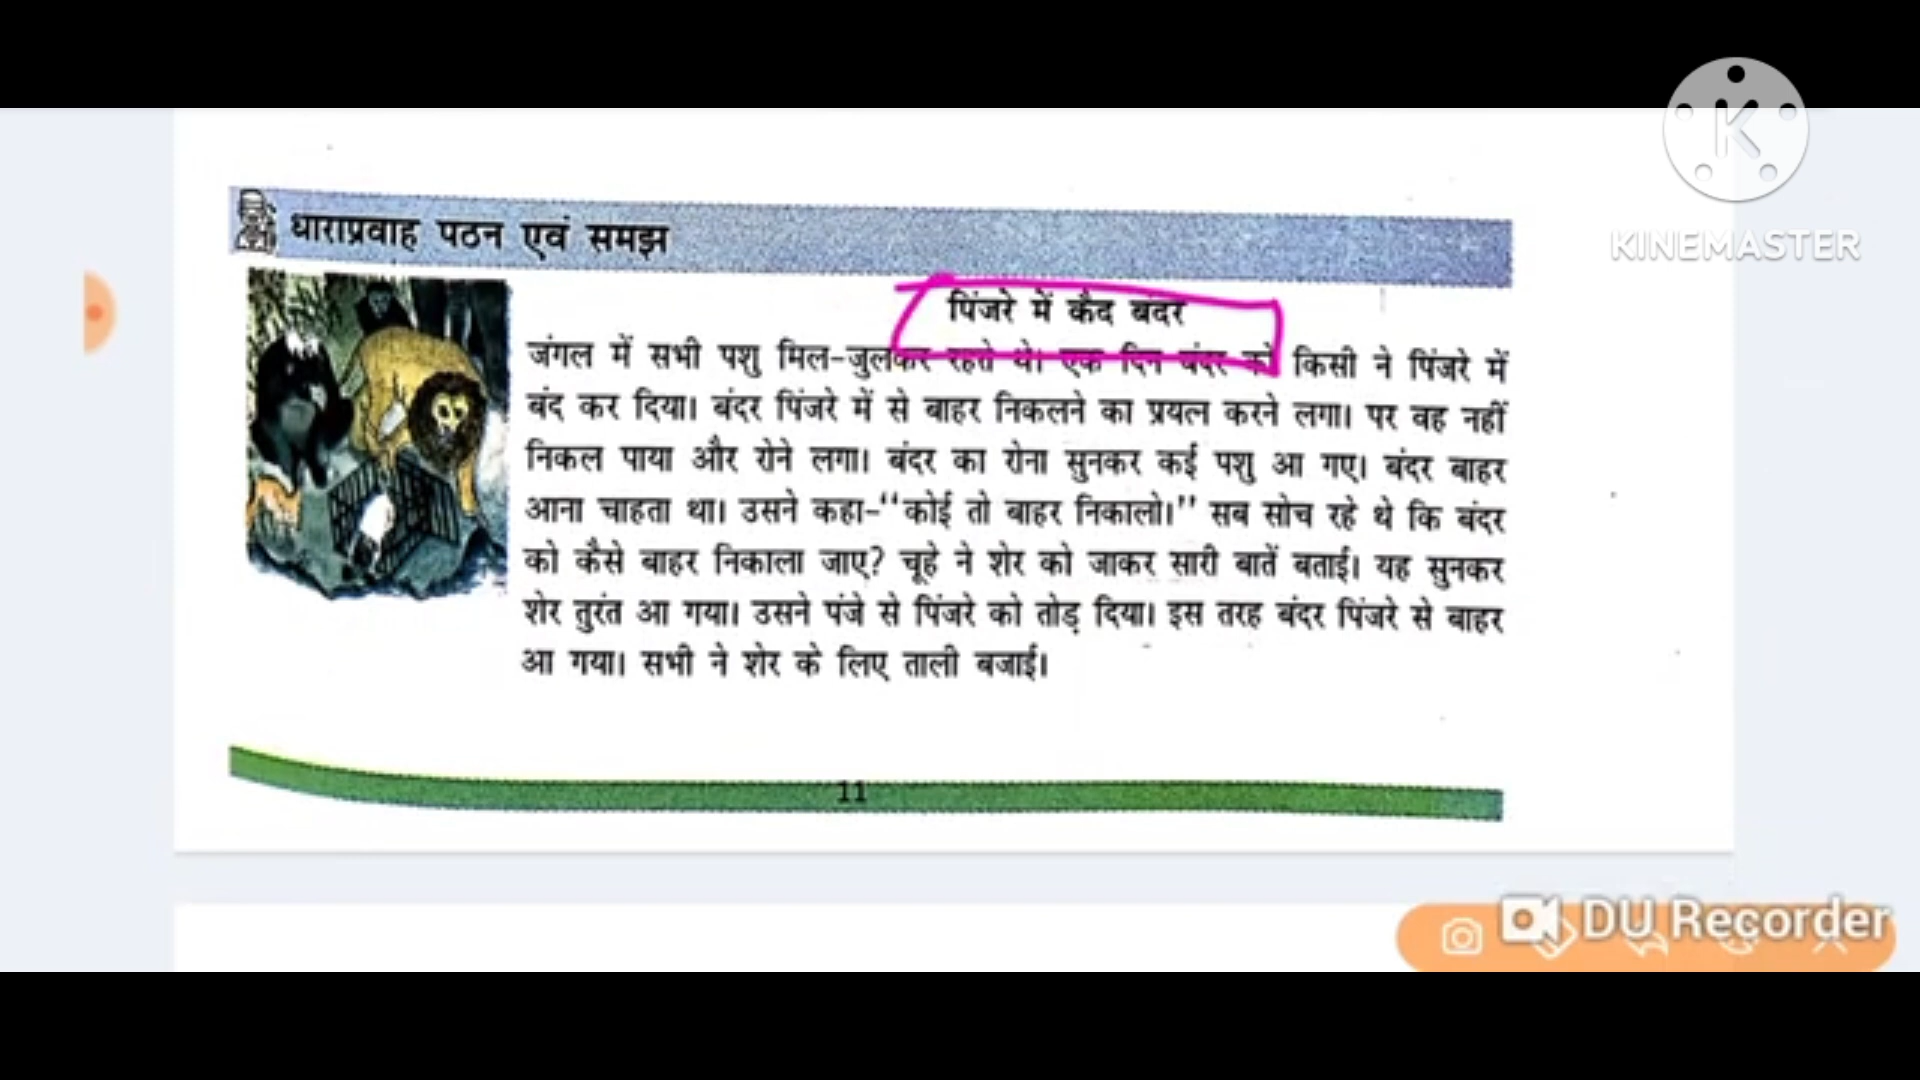 KINEMASTER
धाराप्रवाह पठन एवं समझ
पिंजरे में कैद बंदर
जंगल में सभी पशु मिल-जुलकर रहते थे। एक दिन बंदर को किसी ने पिंजरे में
बंद कर दिया। बंदर पिंजरे में से बाहर निकलने का प्रयत्न करने लगा। पर वह नहीं
निकल पाया और रोने लगा। बंदर का रोना सुनकर कई पशु आ गए। बंदर बाहर
आना चाहता था। उसने कहा-‘‘कोई तो बाहर निकालो।’’ सब सोच रहे थे कि बंदर
को कैसे बाहर निकाला जाए? चूहे ने शेर को जाकर सारी बातें बताई। यह सुनकर
शेर तुरंत आ गया। उसने पंजे से पिंजरे को तोड़ दिया। इस तरह बंदर पिंजरे से बाहर
आ गया। सभी ने शेर के लिए ताली बजाई।
11
DU Recorder